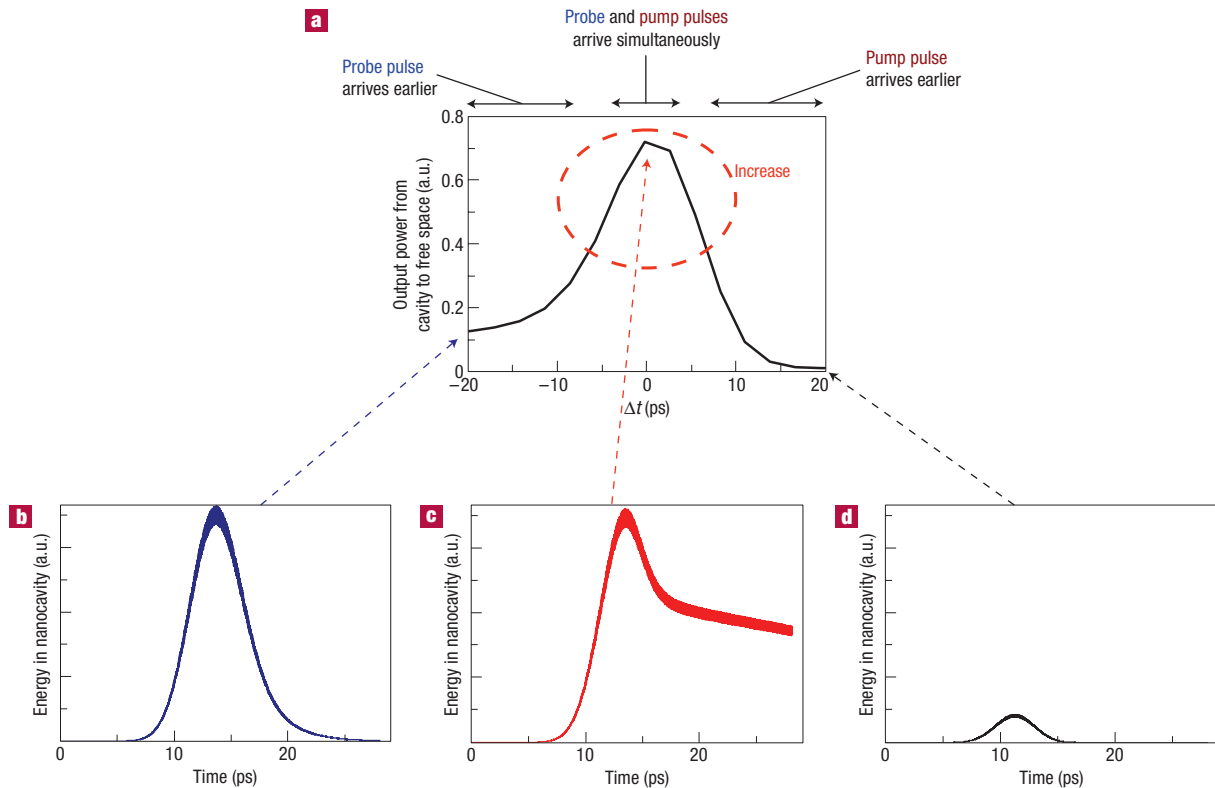 a
Probe and pump pulses
arrive simultaneously
Probe pulse
arrives earlier
Pump pulse
arrives earlier
Increase
Output power from
cavity to free space (a.u.)
0.8
0.6
0.4
0.2
0
−20
−10
0
10
20
Δt (ps)
b
Energy in nanocavity (a.u.)
0
10
20
Time (ps)
c
Energy in nanocavity (a.u.)
0
10
20
Time (ps)
d
Energy in nanocavity (a.u.)
0
10
20
Time (ps)